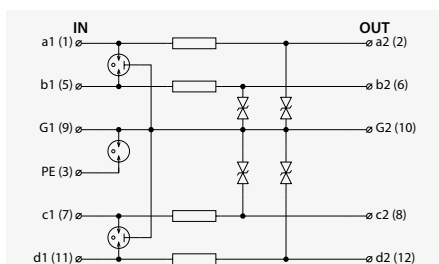 IN OUT
a1 (1) a2 (2)
b1 (5) b2 (6)
G1 (9) G2 (10)
PE (3)
c1 (7) c2 (8)
d1 (11) d2 (12)